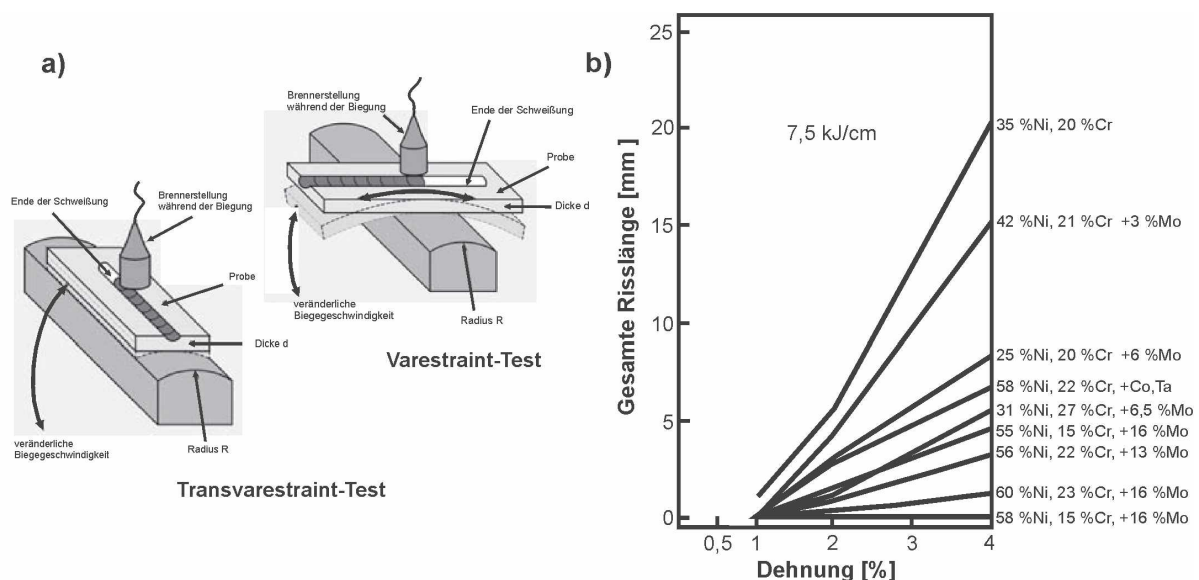 a)
Brennerstellung
während der Biegung
Ende der Schweißung
Probe
Dicke d
veränderliche
Biegegeschwindigkeit
Radius R
Varestraint-Test
Ende der Schweißung
Brennerstellung
während der Biegung
Probe
Dicke d
veränderliche
Biegegeschwindigkeit
Radius R
Transvarestraint-Test
b)
Gesamte Risslänge [mm]
25
20
15
10
5
0
7,5 kJ/cm
35 %Ni, 20 %Cr
42 %Ni, 21 %Cr +3 %Mo
25 %Ni, 20 %Cr +6 %Mo
58 %Ni, 22 %Cr, +Co,Ta
31 %Ni, 27 %Cr, +6,5 %Mo
55 %Ni, 15 %Cr, +16 %Mo
56 %Ni, 22 %Cr, +13 %Mo
60 %Ni, 23 %Cr, +16 %Mo
58 %Ni, 15 %Cr, +16 %Mo
0,5 1 2 3 4
Dehnung [%]